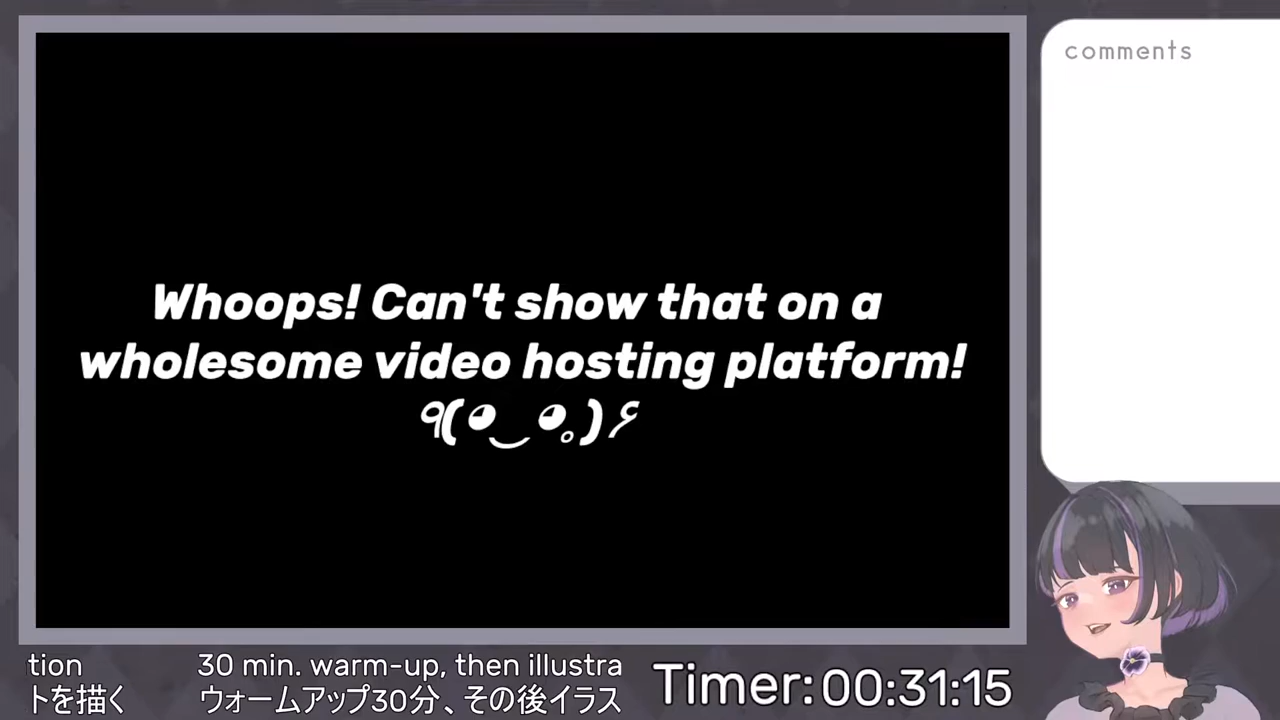 comments
Whoops! Can't show that on a
wholesome video hosting platform!
٩(◕‿◕｡)۶
tion 30 min. warm-up, then illustra
トを描く ウォームアップ30分、その後イラス
Timer: 00:31:15